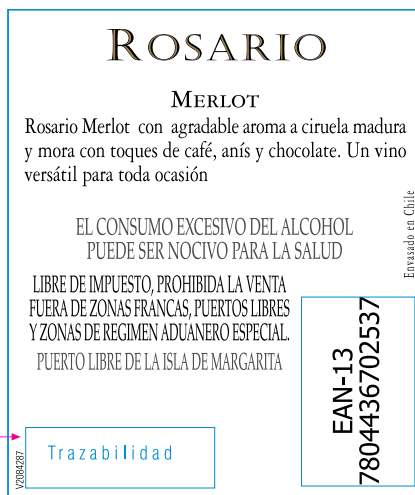 ROSARIO
MERLOT
Rosario Merlot con agradable aroma a ciruela madura
y mora con toques de café, anís y chocolate. Un vino
versátil para toda ocasión
EL CONSUMO EXCESIVO DEL ALCOHOL
PUEDE SER NOCIVO PARA LA SALUD
LIBRE DE IMPUESTO, PROHIBIDA LA VENTA
FUERA DE ZONAS FRANCAS, PUERTOS LIBRES
Y ZONAS DE REGIMEN ADUANERO ESPECIAL.
PUERTO LIBRE DE LA ISLA DE MARGARITA
Envasado en Chile
EAN-13
7804436702537
Trazabilidad
V2084287